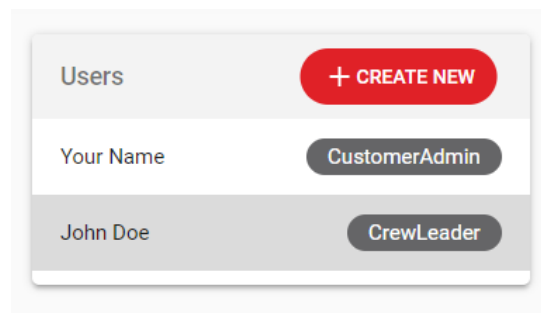 Users
+ CREATE NEW
Your Name
CustomerAdmin
John Doe
CrewLeader